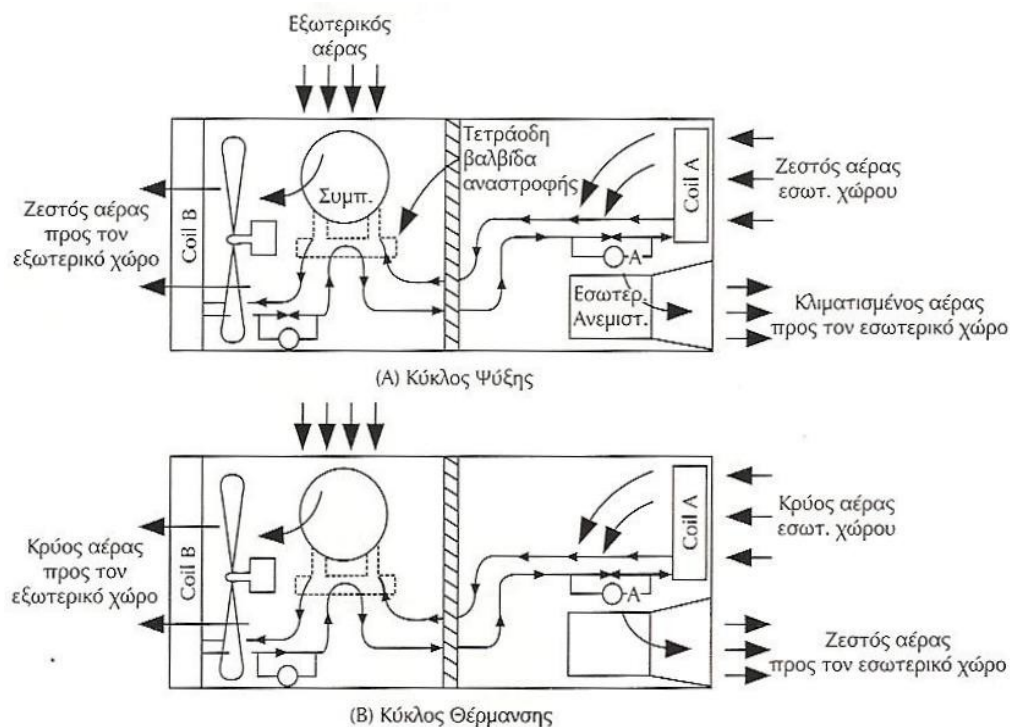 Εξωτερικός
αέρας
Τετράοδη
βαλβίδα
αναστροφής
Συμπ.
Coil A
Ζεστός αέρας
εσωτ. χώρου
Ζεστός αέρας
προς τον
εξωτερικό χώρο
Coil B
A
Εσωτερ.
Ανεμιστ.
Κλιματισμένος αέρας
προς τον εσωτερικό χώρο
(Α) Κύκλος Ψύξης
Κρύος αέρας
εσωτ. χώρου
Coil A
Κρύος αέρας
προς τον
εξωτερικό χώρο
Coil B
A
Ζεστός αέρας
προς τον εσωτερικό χώρο
(Β) Κύκλος Θέρμανσης